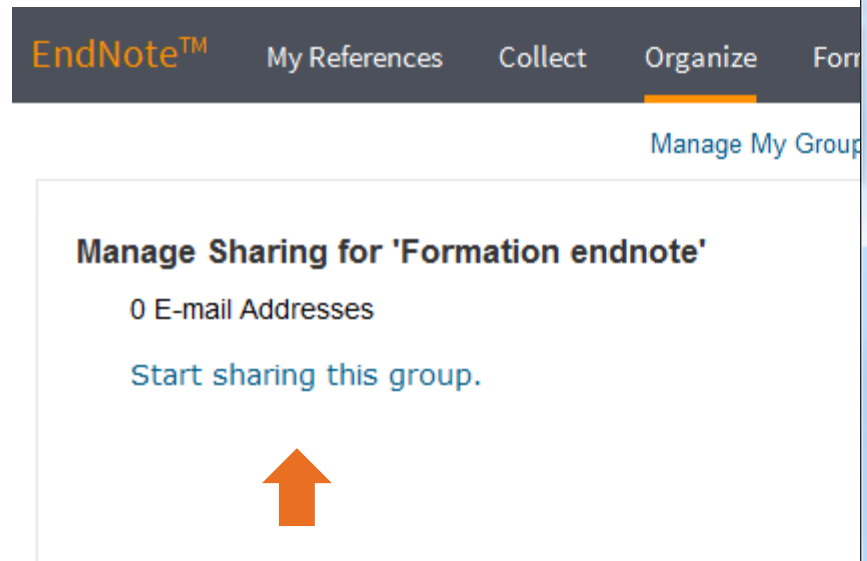 EndNote™ My References Collect Organize
Manage My Group
Manage Sharing for 'Formation endnote'
0 E-mail Addresses
Start sharing this group.